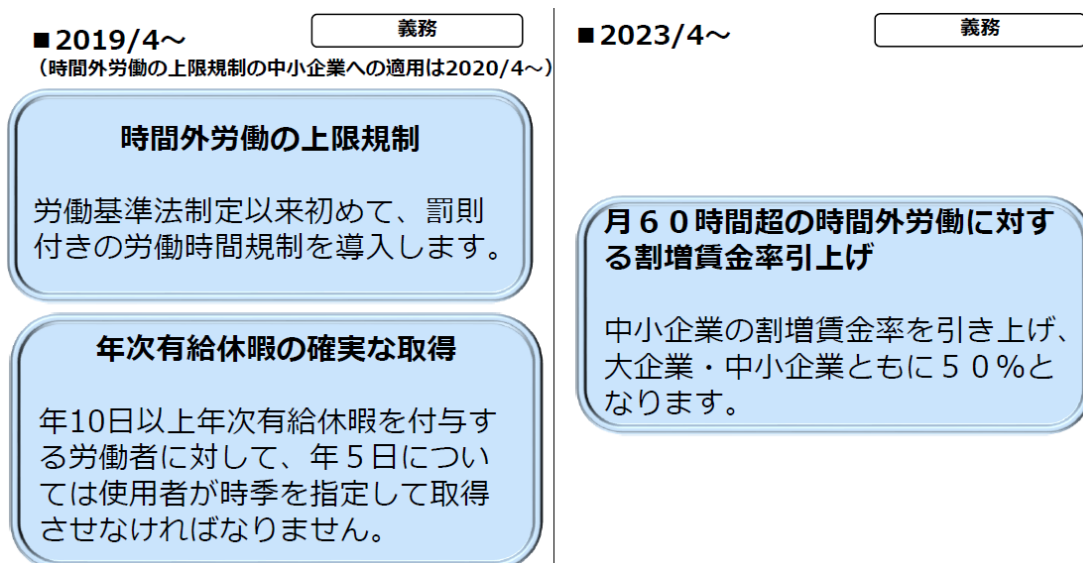 ■2019/4～
義務
（時間外労働の上限規制の中小企業への適用は2020/4～）
時間外労働の上限規制
労働基準法制定以来初めて、罰則
付きの労働時間規制を導入します。
年次有給休暇の確実な取得
年10日以上年次有給休暇を付与す
る労働者に対して、年５日につい
ては使用者が時季を指定して取得
させなければなりません。
■2023/4～
義務
月６０時間超の時間外労働に対す
る割増賃金率引上げ
中小企業の割増賃金率を引き上げ、
大企業・中小企業ともに５０％と
なります。